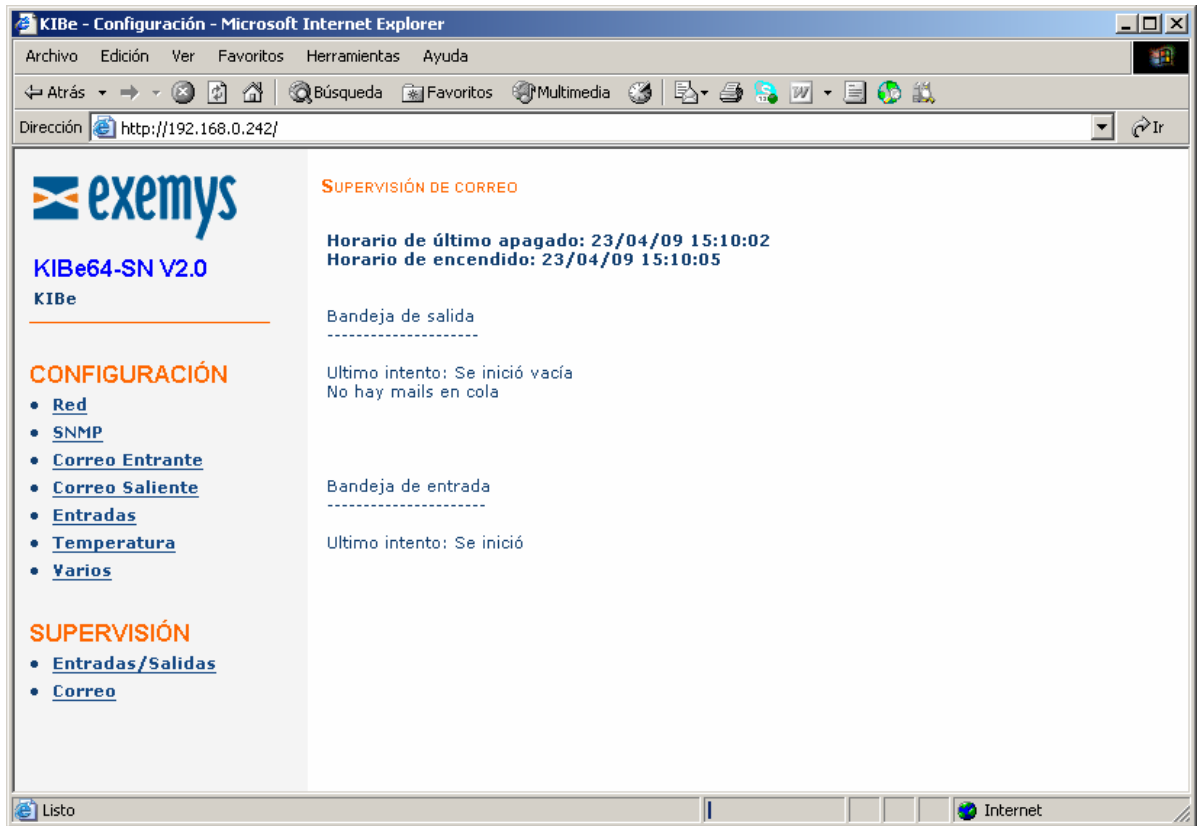 KIBe - Configuración - Microsoft Internet Explorer
Archivo Edición Ver Favoritos Herramientas Ayuda
Atrás Búsqueda Favoritos Multimedia
Dirección http://192.168.0.242/ Ir
exemys
KIBe64-SN V2.0
KIBe
CONFIGURACIÓN
• Red
• SNMP
• Correo Entrante
• Correo Saliente
• Entradas
• Temperatura
• Varios
SUPERVISIÓN
• Entradas/Salidas
• Correo
SUPERVISIÓN DE CORREO
Horario de último apagado: 23/04/09 15:10:02
Horario de encendido: 23/04/09 15:10:05
Bandeja de salida
---------------------
Ultimo intento: Se inició vacía
No hay mails en cola
Bandeja de entrada
----------------------
Ultimo intento: Se inició
Listo Internet